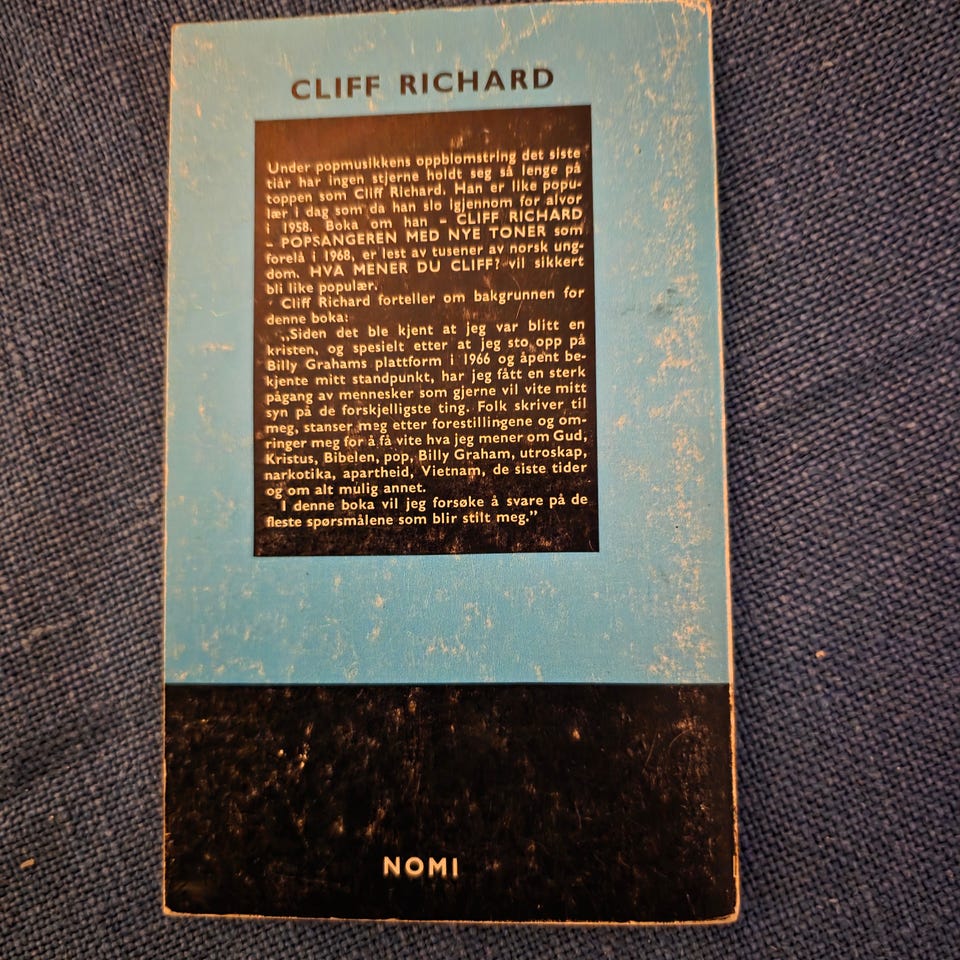 CLIFF RICHARD
Under popmusikkens oppblomstring det siste
tiår har ingen stjerne holdt seg så lenge på
toppen som Cliff Richard. Han er like popu-
lær i dag som da han slo igjennom for alvor
i 1958. Boka om han – CLIFF RICHARD
– POPSANGEREN MED NYE TONER som
forelå i 1968, er lest av tusener av norsk ung-
dom. HVA MENER DU CLIFF? vil sikkert
bli like populær.
Cliff Richard forteller om bakgrunnen for
denne boka:
„Siden det ble kjent at jeg var blitt en
kristen, og spesielt etter at jeg sto opp på
Billy Grahams plattform i 1966 og åpent be-
kjente mitt standpunkt, har jeg fått en sterk
pågang av mennesker som gjerne vil vite mitt
syn på de forskjelligste ting. Folk skriver til
meg, stanser meg etter forestillingene og om-
ringer meg for å få vite hva jeg mener om Gud,
Kristus, Bibelen, pop, Billy Graham, utroskap,
narkotika, apartheid, Vietnam, de siste tider
og om alt mulig annet.
I denne boka vil jeg forsøke å svare på de
fleste spørsmålene som blir stilt meg.”
NOMI